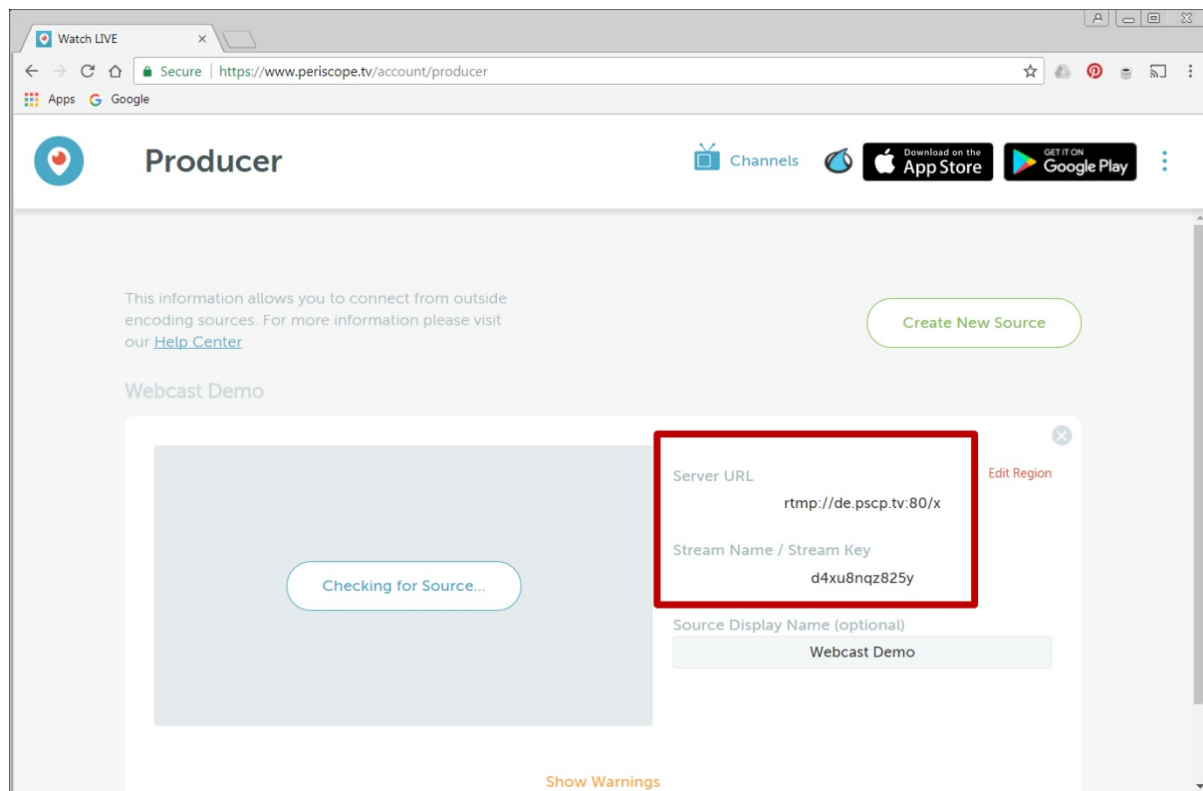 Watch LIVE
Secure https://www.periscope.tv/account/producer
Apps Google
Producer
Channels
Download on the
App Store
GET IT ON
Google Play
This information allows you to connect from outside
encoding sources. For more information please visit
our Help Center
Create New Source
Webcast Demo
Server URL
Edit Region
rtmp://de.pscp.tv:80/x
Stream Name / Stream Key
d4xu8nqz825y
Checking for Source...
Source Display Name (optional)
Webcast Demo
Show Warnings